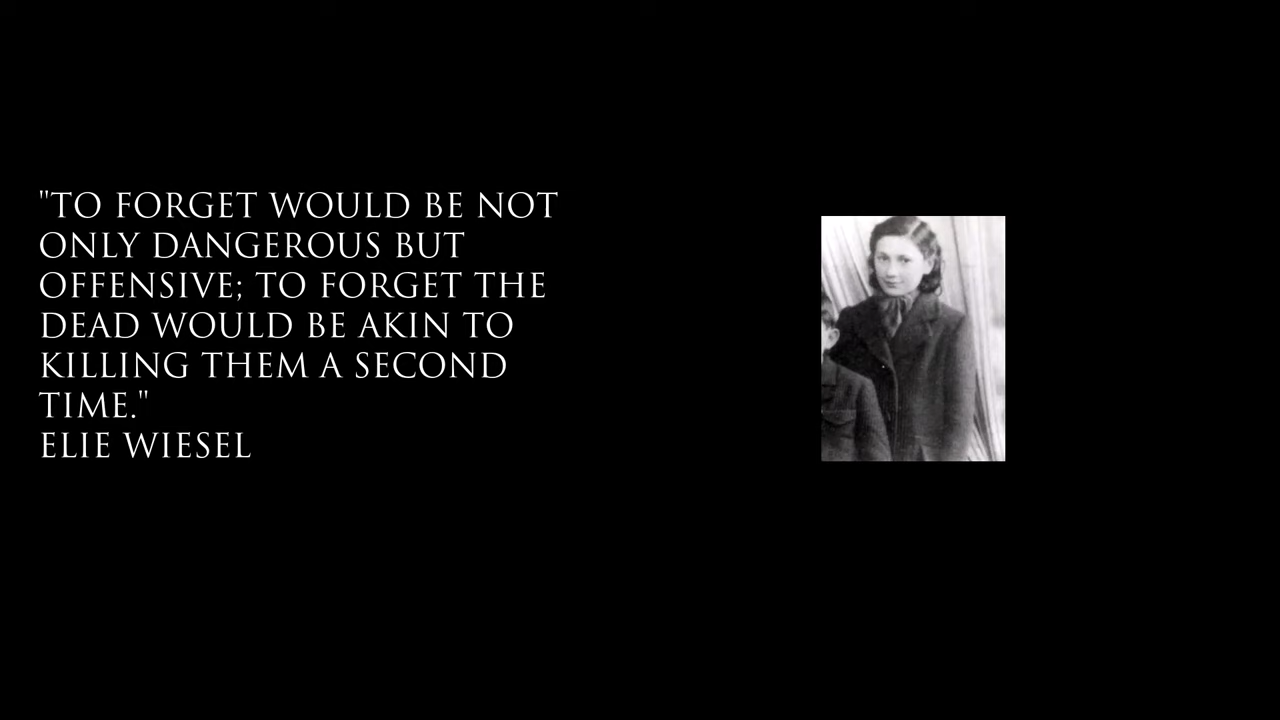 "TO FORGET WOULD BE NOT
ONLY DANGEROUS BUT
OFFENSIVE; TO FORGET THE
DEAD WOULD BE AKIN TO
KILLING THEM A SECOND
TIME."
ELIE WIESEL